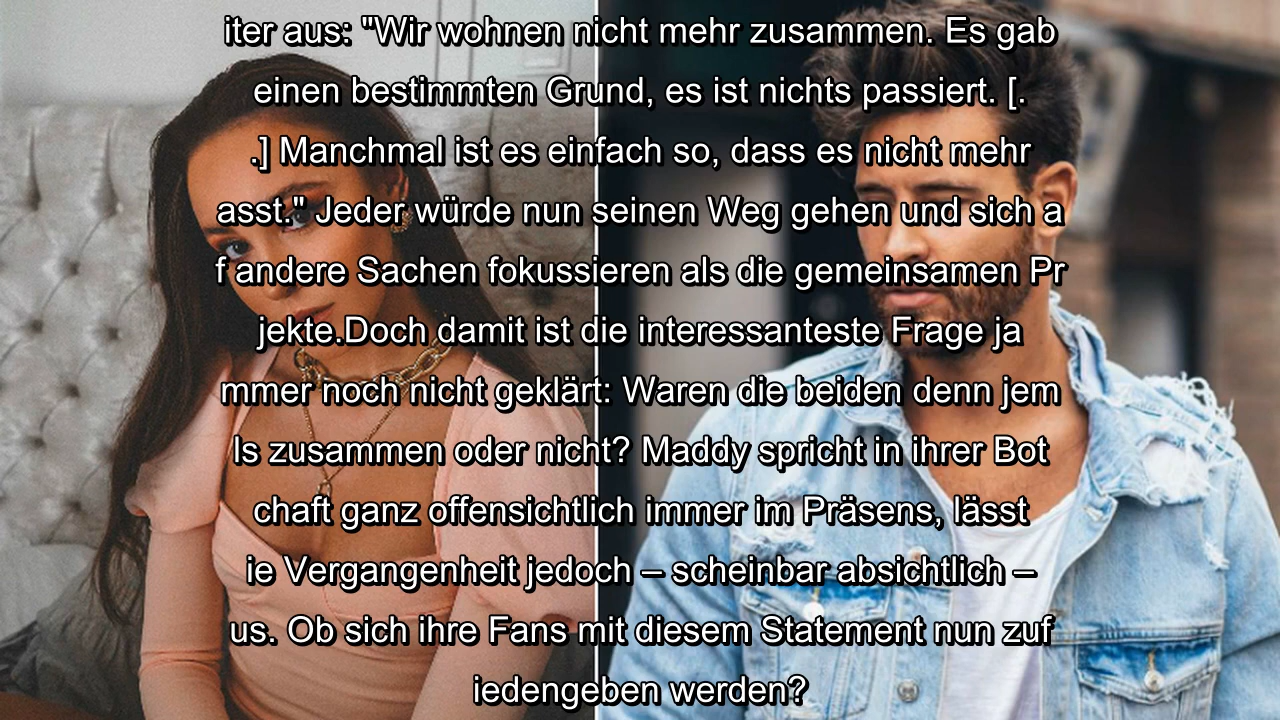 iter aus: "Wir wohnen nicht mehr zusammen. Es gab
einen bestimmten Grund, es ist nichts passiert. [.
.] Manchmal ist es einfach so, dass es nicht mehr
asst." Jeder würde nun seinen Weg gehen und sich a
f andere Sachen fokussieren als die gemeinsamen Pr
jekte.Doch damit ist die interessanteste Frage ja
mmer noch nicht geklärt: Waren die beiden denn jem
ls zusammen oder nicht? Maddy spricht in ihrer Bot
chaft ganz offensichtlich immer im Präsens, lässt
ie Vergangenheit jedoch – scheinbar absichtlich –
us. Ob sich ihre Fans mit diesem Statement nun zuf
iedengeben werden?